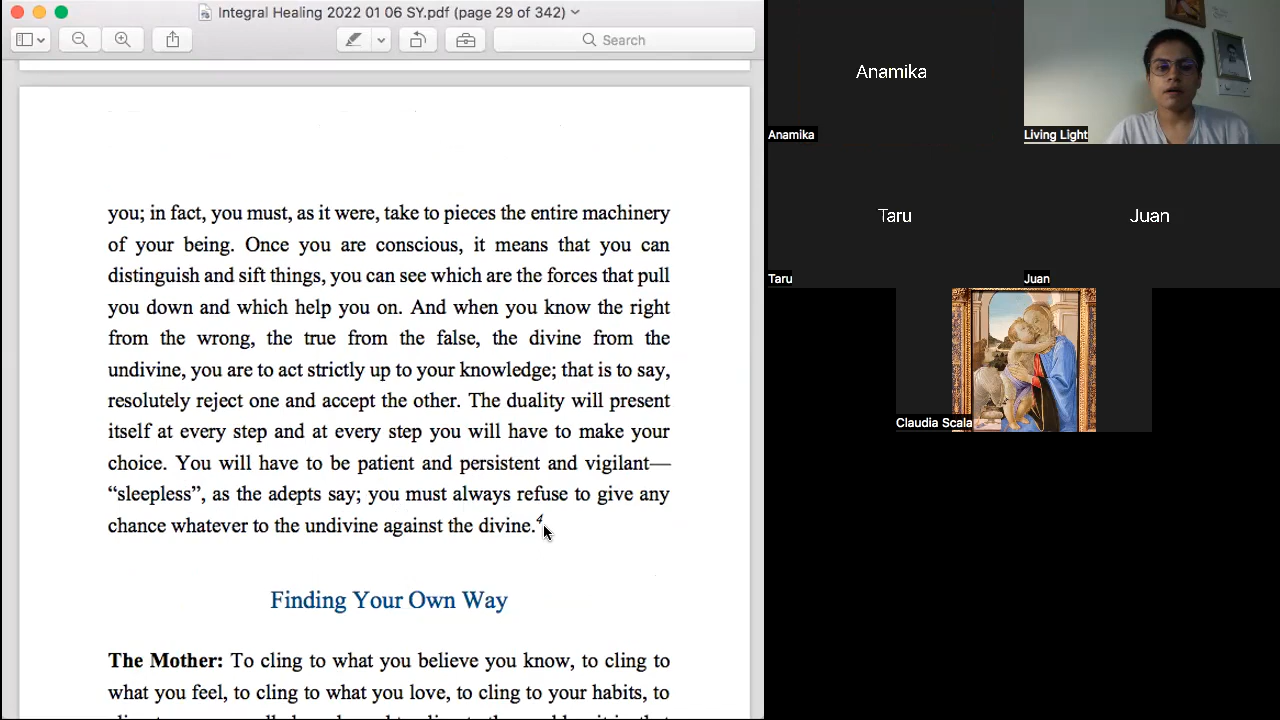 Integral Healing 2022 01 06 SY.pdf (page 29 of 342)
Search
you; in fact, you must, as it were, take to pieces the entire machinery
of your being. Once you are conscious, it means that you can
distinguish and sift things, you can see which are the forces that pull
you down and which help you on. And when you know the right
from the wrong, the true from the false, the divine from the
undivine, you are to act strictly up to your knowledge; that is to say,
resolutely reject one and accept the other. The duality will present
itself at every step and at every step you will have to make your
choice. You will have to be patient and persistent and vigilant—
“sleepless”, as the adepts say; you must always refuse to give any
chance whatever to the undivine against the divine.4
Finding Your Own Way
The Mother: To cling to what you believe you know, to cling to
what you feel, to cling to what you love, to cling to your habits, to
Anamika
Anamika
Living Light
Taru
Taru
Juan
Juan
Claudia Scala